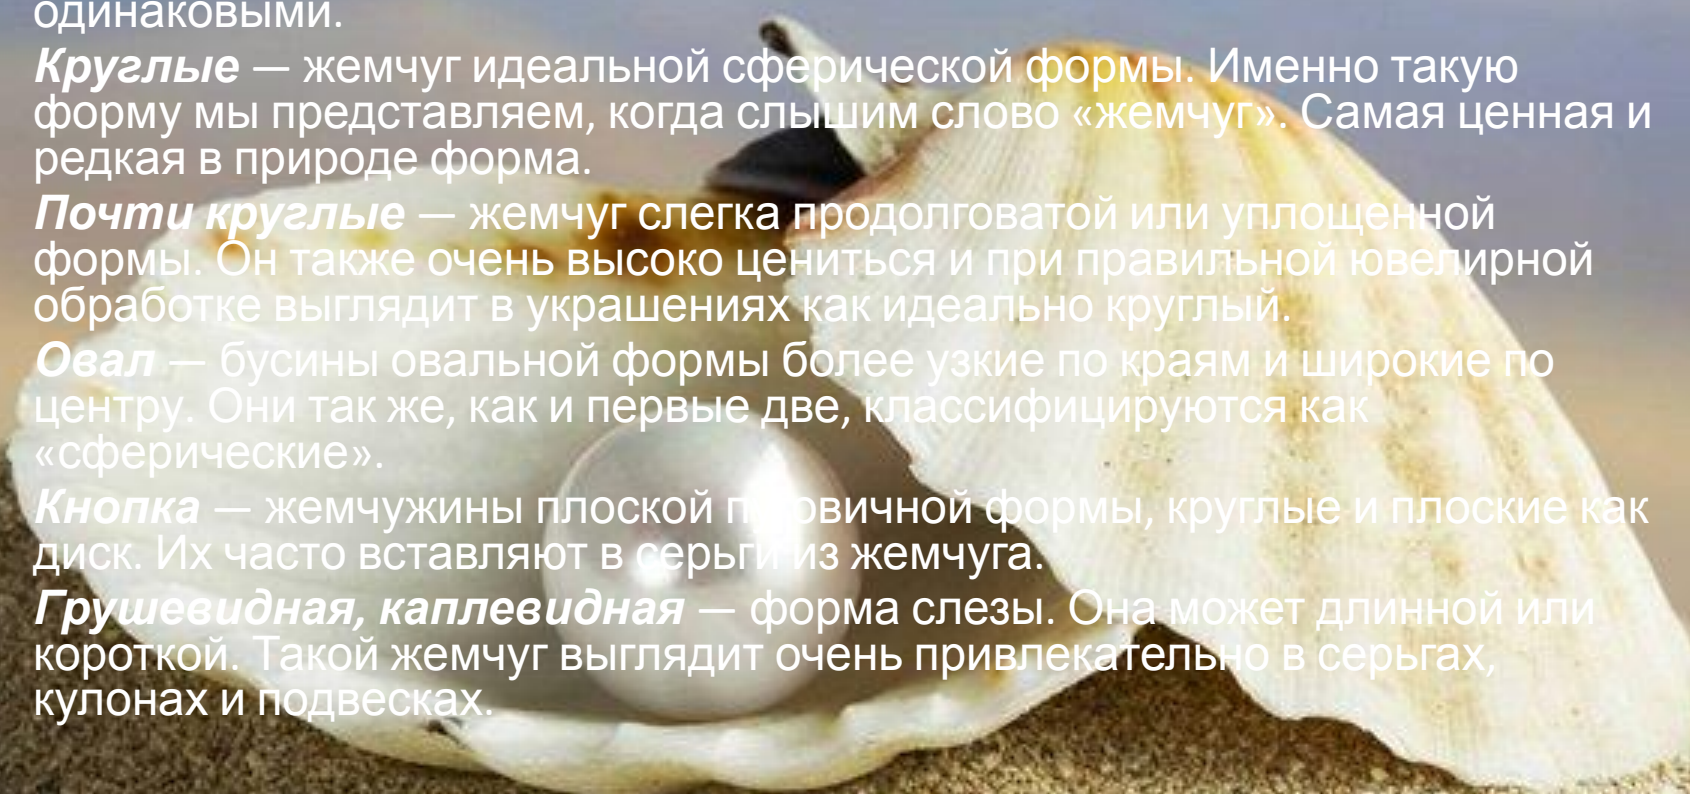 одинаковыми.
Круглые — жемчуг идеальной сферической формы. Именно такую
форму мы представляем, когда слышим слово «жемчуг». Самая ценная и
редкая в природе форма.
Почти круглые — жемчуг слегка продолговатой или уплощенной
формы. Он также очень высоко цениться и при правильной ювелирной
обработке выглядит в украшениях как идеально круглый.
Овал — бусины овальной формы более узкие по краям и широкие по
центру. Они так же, как и первые две, классифицируются как
«сферические».
Кнопка — жемчужины плоской формы, круглые и плоские как
диск. Их часто вставляют в серьги из жемчуга.
Грушевидная, каплевидная — форма слезы. Она может длинной или
короткой. Такой жемчуг выглядит очень привлекательно в серьгах,
кулонах и подвесках.